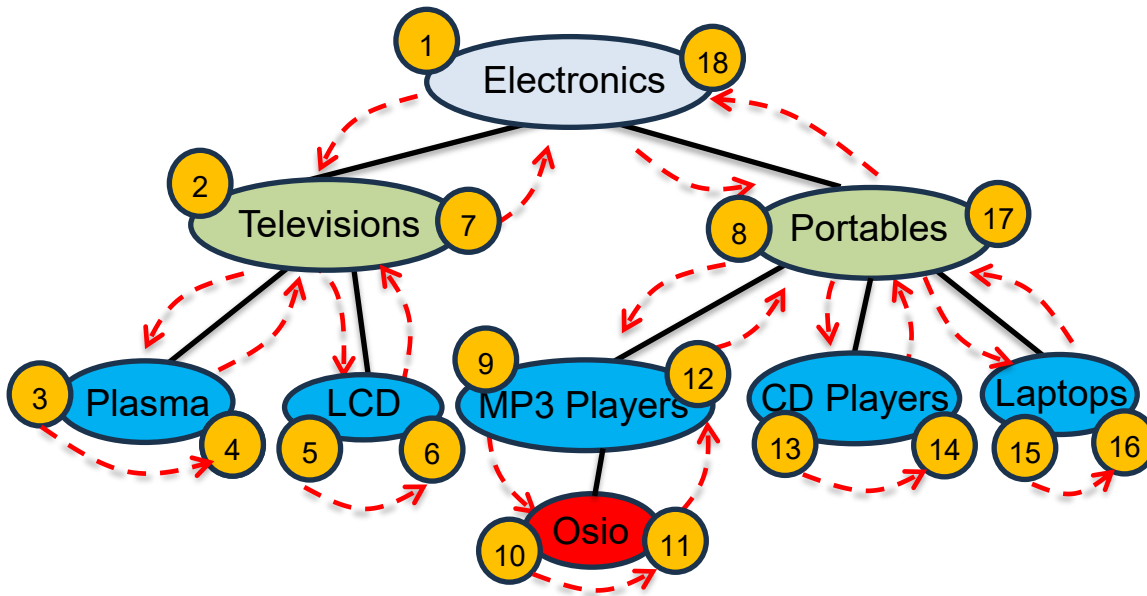 1
18
Electronics
2
Televisions
7
8
Portables
17
3
Plasma
4
LCD
5
6
9
MP3 Players
12
CD Players
13
14
Laptops
15
16
10
Osio
11